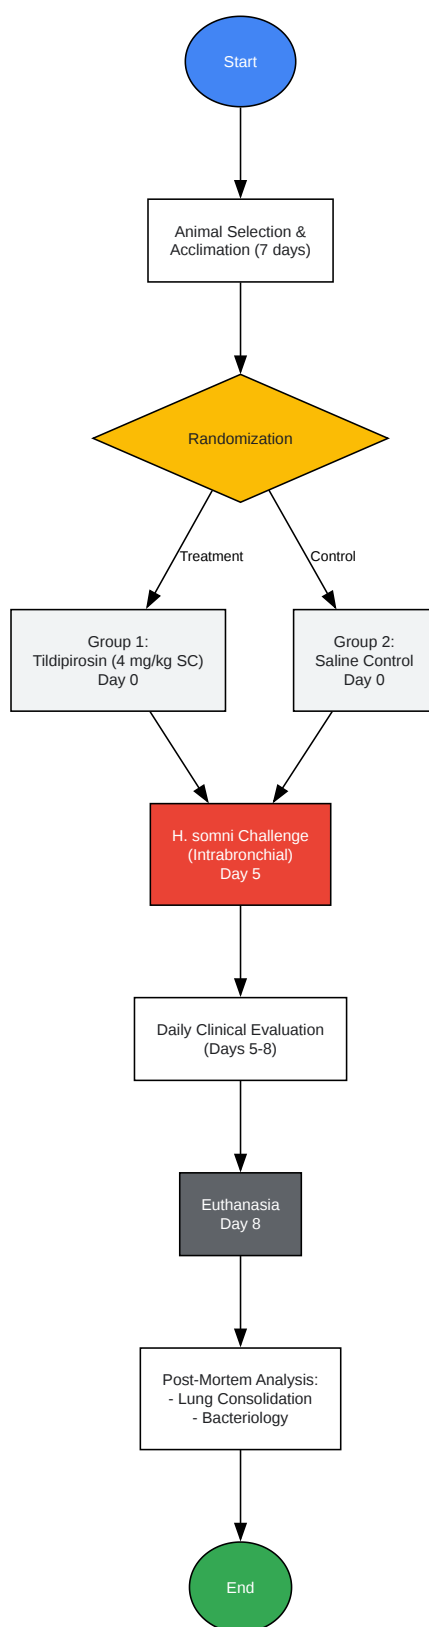 Start
Animal Selection &
Acclimation (7 days)
Randomization
Treatment
Control
Group 1:
Tildipirosin (4 mg/kg SC)
Day 0
Group 2:
Saline Control
Day 0
H. somni Challenge
(Intrabronchial)
Day 5
Daily Clinical Evaluation
(Days 5-8)
Euthanasia
Day 8
Post-Mortem Analysis:
- Lung Consolidation
- Bacteriology
End